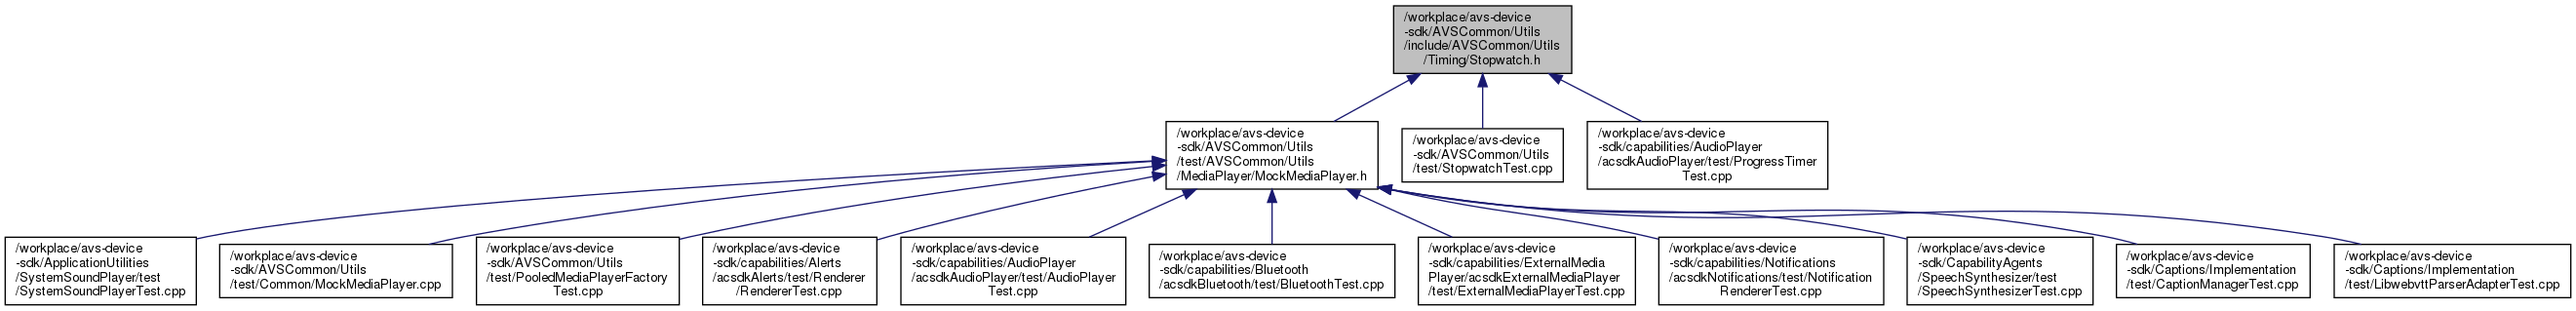 /workplace/avs-device
-sdk/AVSCommon/Utils
/include/AVSCommon/Utils
/Timing/Stopwatch.h
/workplace/avs-device
-sdk/AVSCommon/Utils
/test/AVSCommon/Utils
/MediaPlayer/MockMediaPlayer.h
/workplace/avs-device
-sdk/AVSCommon/Utils
/test/StopwatchTest.cpp
/workplace/avs-device
-sdk/capabilities/AudioPlayer
/acsdkAudioPlayer/test/ProgressTimer
Test.cpp
/workplace/avs-device
-sdk/ApplicationUtilities
/SystemSoundPlayer/test
/SystemSoundPlayerTest.cpp
/workplace/avs-device
-sdk/AVSCommon/Utils
/test/Common/MockMediaPlayer.cpp
/workplace/avs-device
-sdk/AVSCommon/Utils
/test/PooledMediaPlayerFactory
Test.cpp
/workplace/avs-device
-sdk/capabilities/Alerts
/acsdkAlerts/test/Renderer
/RendererTest.cpp
/workplace/avs-device
-sdk/capabilities/AudioPlayer
/acsdkAudioPlayer/test/AudioPlayer
Test.cpp
/workplace/avs-device
-sdk/capabilities/Bluetooth
/acsdkBluetooth/test/BluetoothTest.cpp
/workplace/avs-device
-sdk/capabilities/ExternalMedia
Player/acsdkExternalMediaPlayer
/test/ExternalMediaPlayerTest.cpp
/workplace/avs-device
-sdk/capabilities/Notifications
/acsdkNotifications/test/Notification
RendererTest.cpp
/workplace/avs-device
-sdk/CapabilityAgents
/SpeechSynthesizer/test
/SpeechSynthesizerTest.cpp
/workplace/avs-device
-sdk/Captions/Implementation
/test/CaptionManagerTest.cpp
/workplace/avs-device
-sdk/Captions/Implementation
/test/LibwebvttParserAdapterTest.cpp